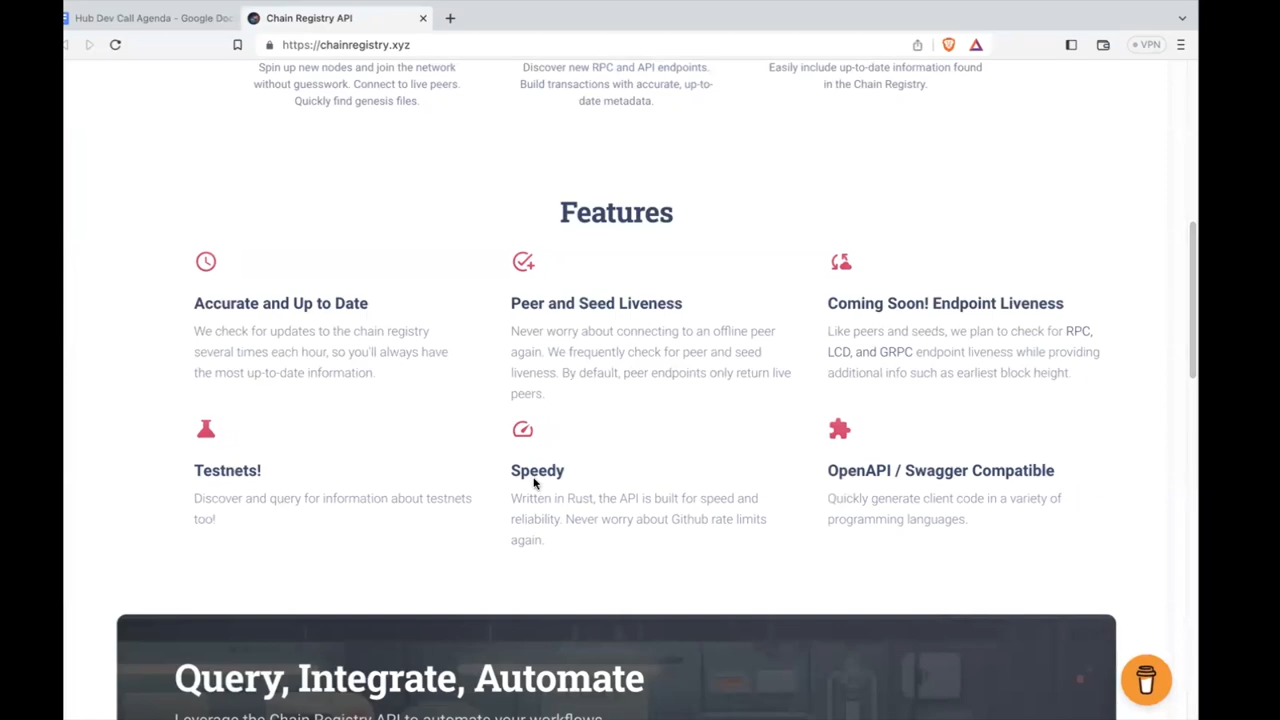 Hub Dev Call Agenda - Google Doc
Chain Registry API
https://chainregistry.xyz
VPN
Spin up new nodes and join the network
without guesswork. Connect to live peers.
Quickly find genesis files.
Discover new RPC and API endpoints.
Build transactions with accurate, up-to-
date metadata.
Easily include up-to-date information found
in the Chain Registry.
Features
Accurate and Up to Date
We check for updates to the chain registry
several times each hour, so you'll always have
the most up-to-date information.
Peer and Seed Liveness
Never worry about connecting to an offline peer
again. We frequently check for peer and seed
liveness. By default, peer endpoints only return live
peers.
Coming Soon! Endpoint Liveness
Like peers and seeds, we plan to check for RPC,
LCD, and GRPC endpoint liveness while providing
additional info such as earliest block height.
Testnets!
Discover and query for information about testnets
too!
Speedy
Written in Rust, the API is built for speed and
reliability. Never worry about Github rate limits
again.
OpenAPI / Swagger Compatible
Quickly generate client code in a variety of
programming languages.
Query, Integrate, Automate
Leverage the Chain Registry API to automate your workflows